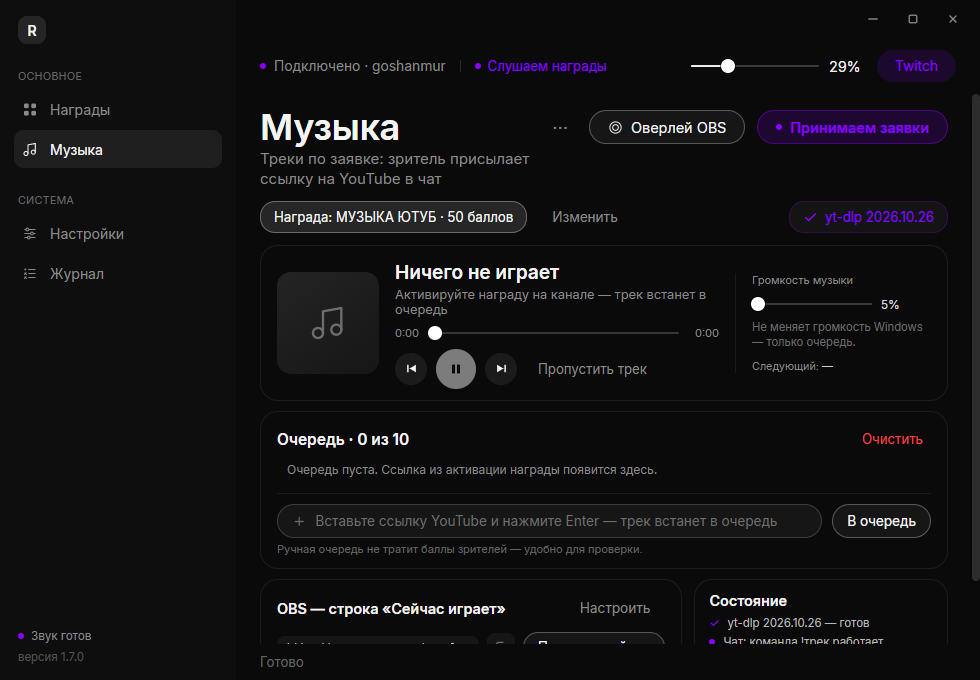 R
ОСНОВНОЕ
Награды
Музыка
СИСТЕМА
Настройки
Журнал
Звук готов
версия 1.7.0
Подключено · goshanmur
Слушаем награды
29%
Twitch
Музыка
Треки по заявке: зритель присылает
ссылку на YouTube в чат
...
Оверлей OBS
Принимаем заявки
Награда: МУЗЫКА ЮТУБ · 50 баллов
Изменить
yt-dlp 2026.10.26
Ничего не играет
Активируйте награду на канале — трек встанет в
очередь
0:00
0:00
Пропустить трек
Громкость музыки
5%
Не меняет громкость Windows
— только очередь.
Следующий: —
Очередь · 0 из 10
Очистить
Очередь пуста. Ссылка из активации награды появится здесь.
Вставьте ссылку YouTube и нажмите Enter — трек встанет в очередь
В очередь
Ручная очередь не тратит баллы зрителей — удобно для проверки.
OBS — строка «Сейчас играет»
Настроить
Состояние
yt-dlp 2026.10.26 — готов
Чат: команда !трек работает
Готово